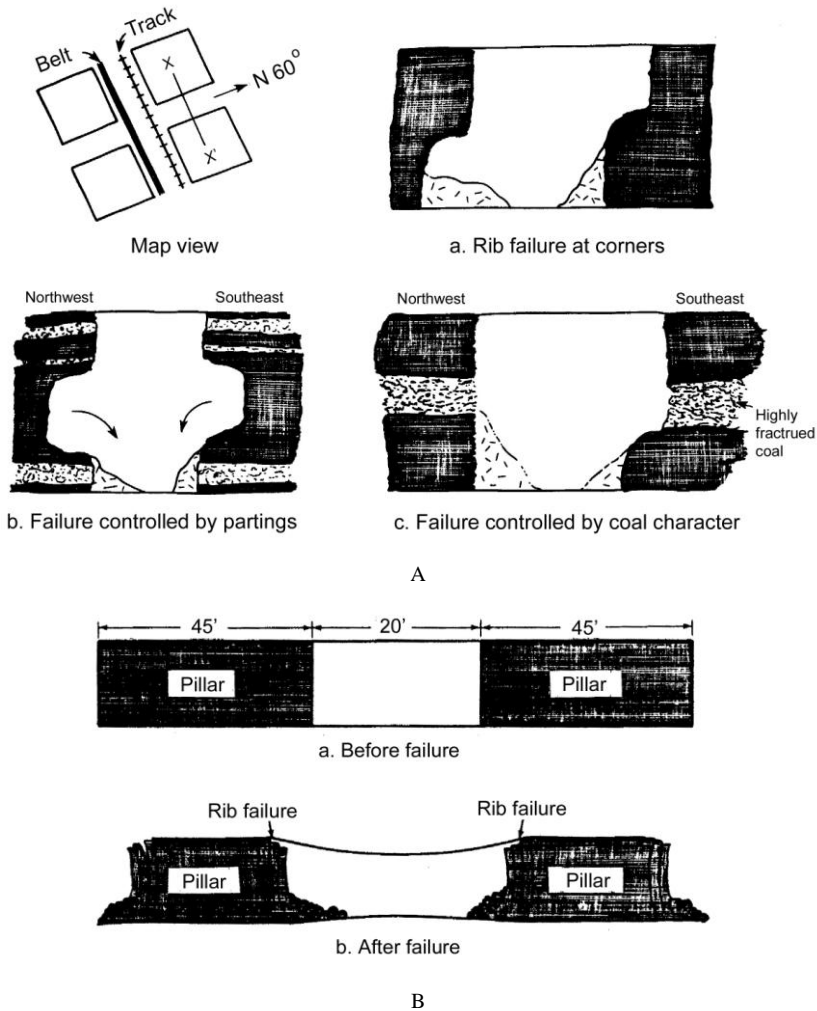 Belt
Track
X
X'
N 60°
Map view
a. Rib failure at corners
Northwest
Southeast
b. Failure controlled by partings
Northwest
Southeast
Highly
fractrued
coal
c. Failure controlled by coal character
A
45'
20'
45'
Pillar
Pillar
a. Before failure
Rib failure
Rib failure
Pillar
Pillar
b. After failure
B